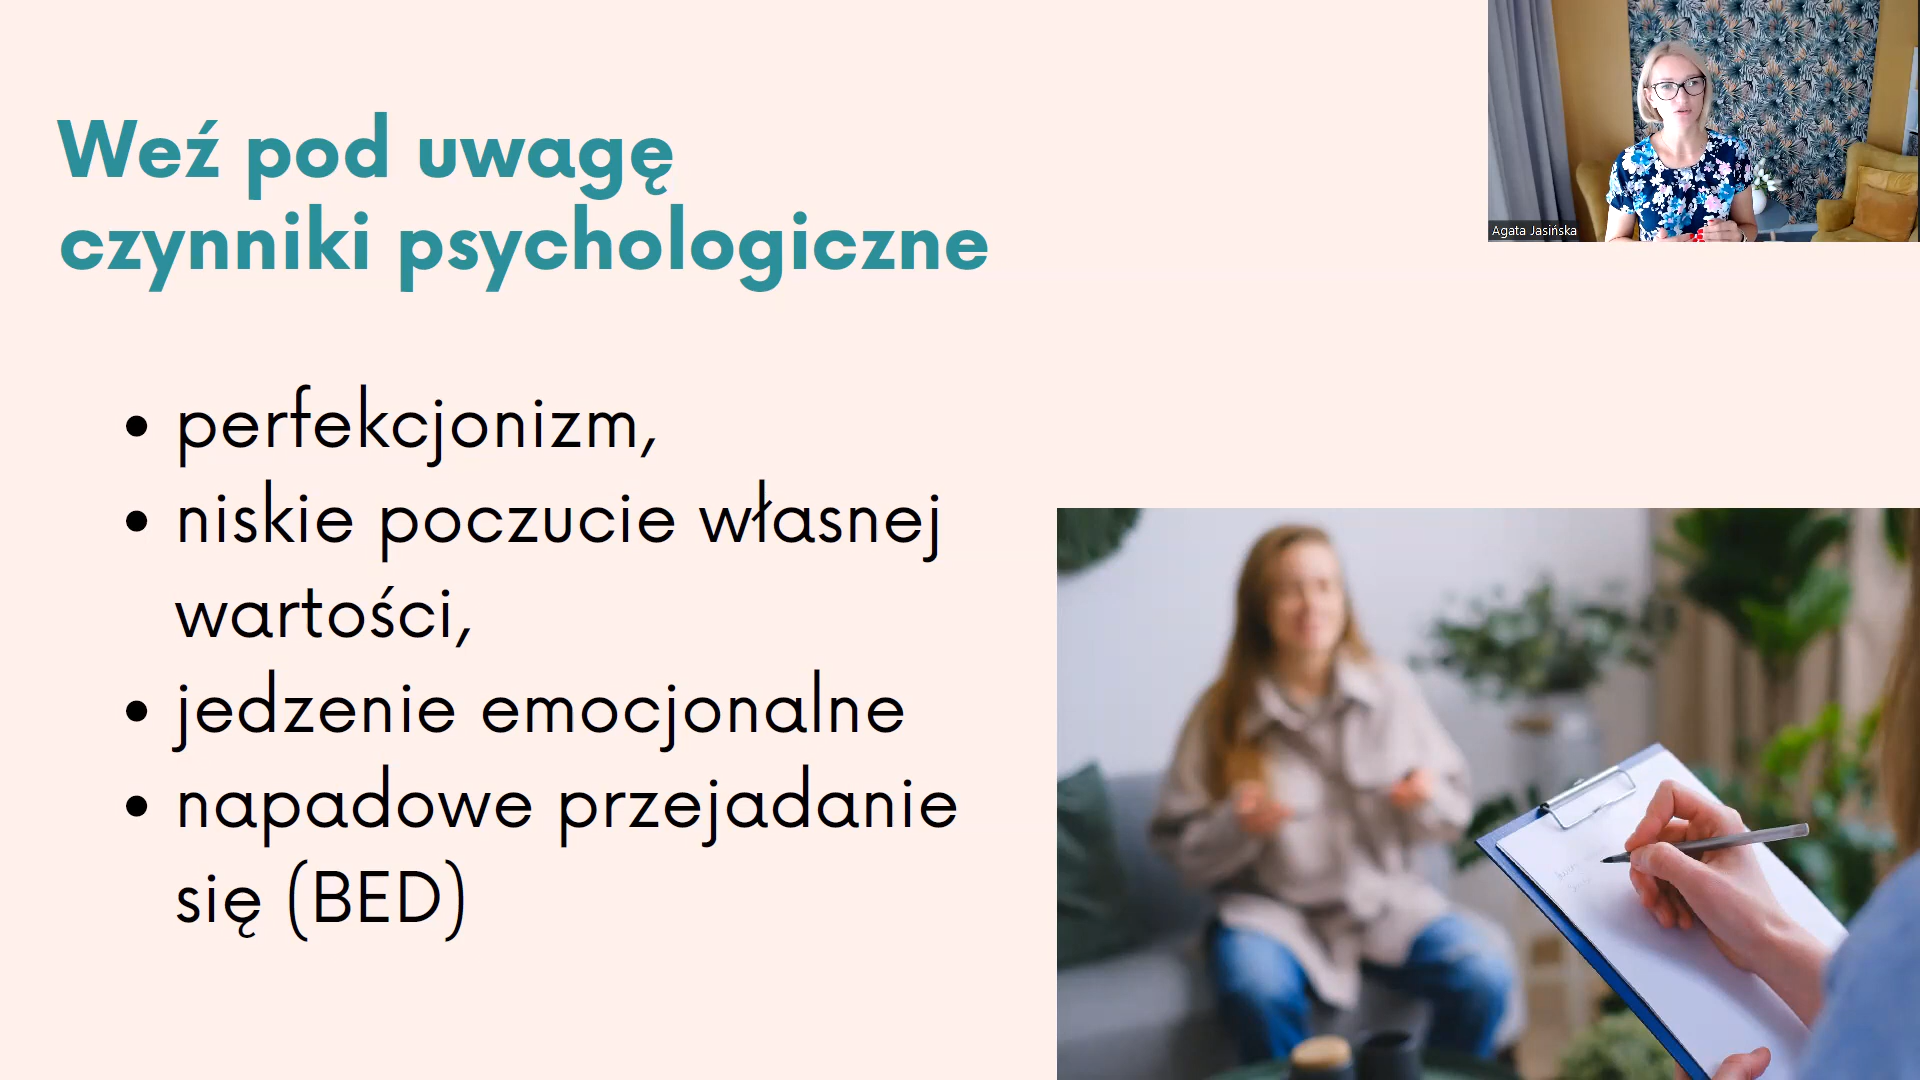 Weź pod uwagę
czynniki psychologiczne
Agata Jasińska
• perfekcjonizm,
• niskie poczucie własnej
wartości,
• jedzenie emocjonalne
• napadowe przejadanie
się (BED)